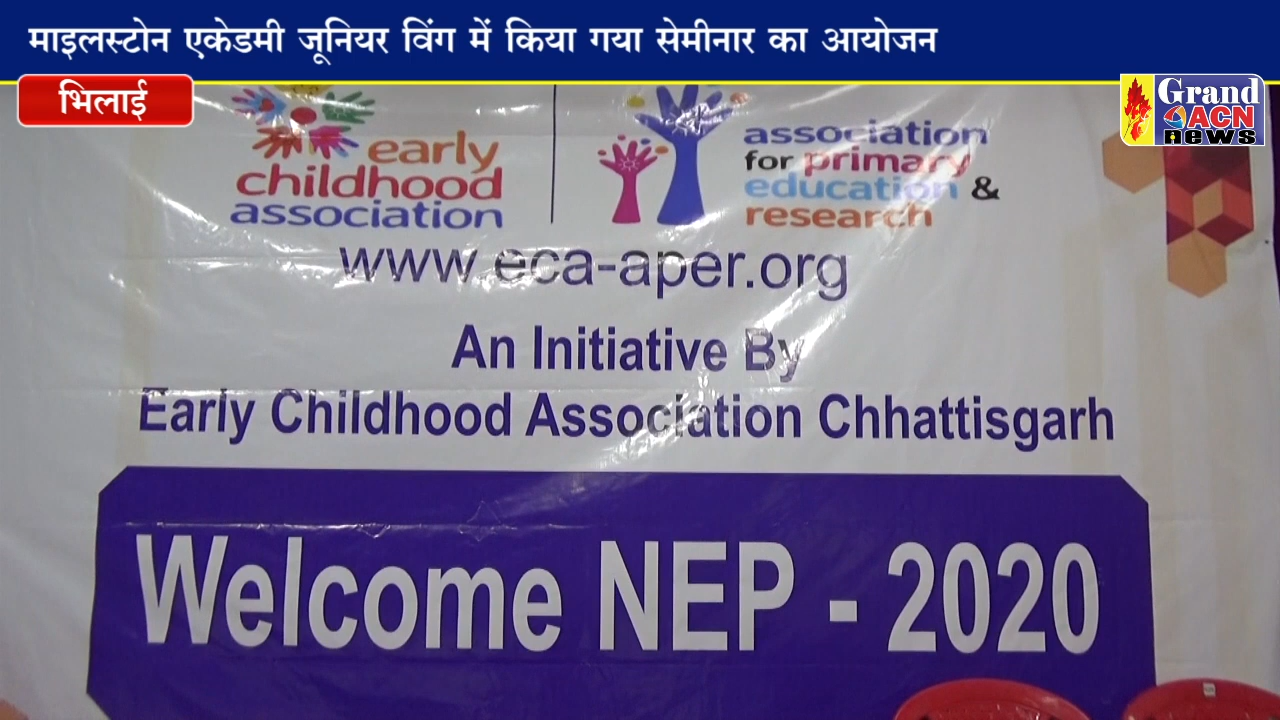 माइलस्टोन एकेडमी जूनियर विंग में किया गया सेमीनार का आयोजन
भिलाई
Grand
ACN
news
early
childhood
association
association
for primary
education &
research
www.eca-aper.org
An Initiative By
Early Childhood Association Chhattisgarh
Welcome NEP - 2020